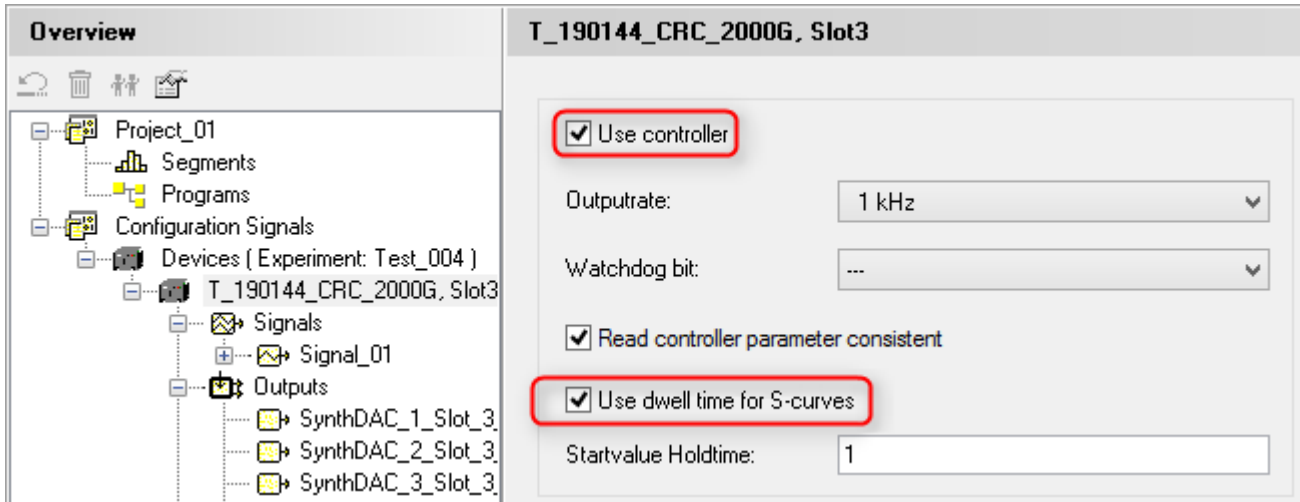 Overview
Project_01
Segments
Programs
Configuration Signals
Devices ( Experiment: Test_004 )
T_190144_CRC_2000G, Slot3
Signals
Signal_01
Outputs
SynthDAC_1_Slot_3_
SynthDAC_2_Slot_3_
SynthDAC_3_Slot_3_
T_190144_CRC_2000G, Slot3
Use controller
Outputrate: 1 kHz
Watchdog bit: ---
Read controller parameter consistent
Use dwell time for S-curves
Startvalue Holdtime: 1